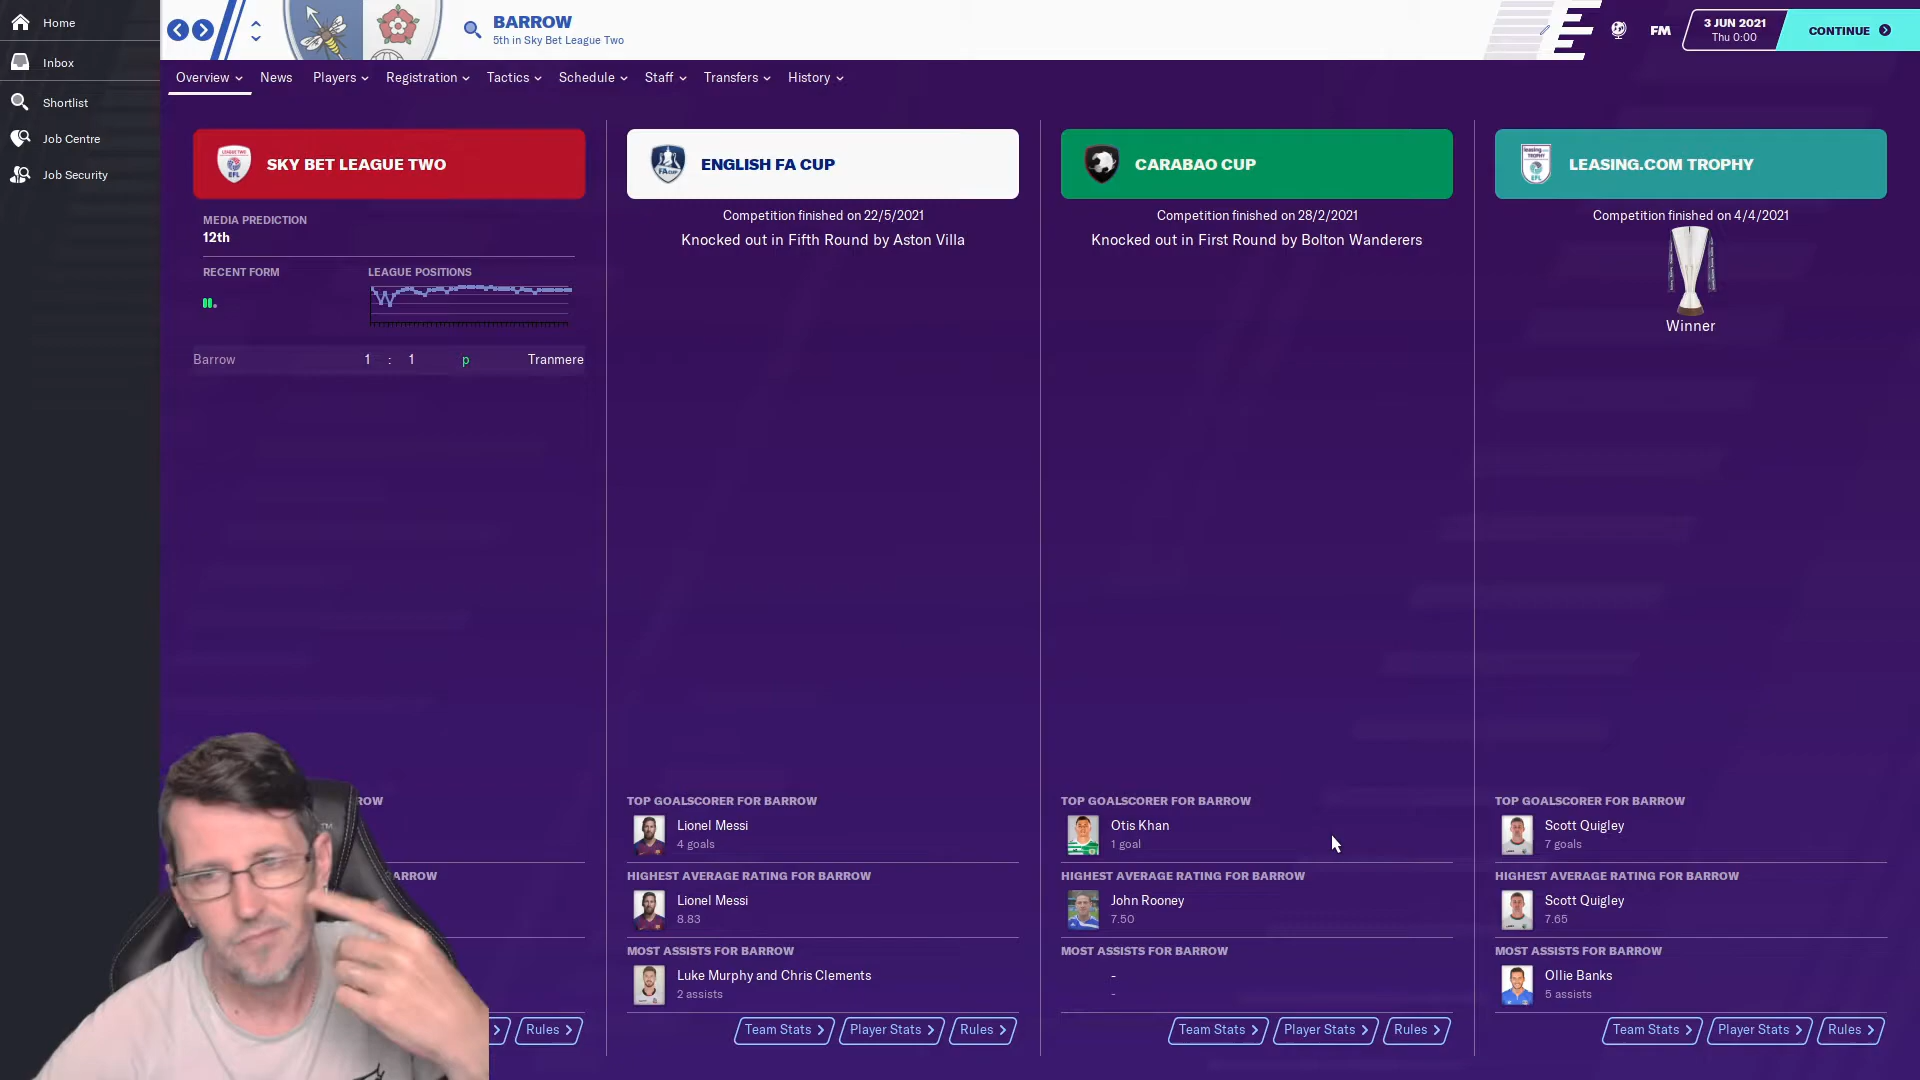 Home
Inbox
Shortlist
Job Centre
Job Security
BARROW
5th in Sky Bet League Two
FM
3 JUN 2021
Thu 0:00
CONTINUE
Overview
News
Players
Registration
Tactics
Schedule
Staff
Transfers
History
SKY BET LEAGUE TWO
MEDIA PREDICTION
12th
RECENT FORM
LEAGUE POSITIONS
Barrow 1 : 1 p Tranmere
ROW
ARROW
Rules
ENGLISH FA CUP
Competition finished on 22/5/2021
Knocked out in Fifth Round by Aston Villa
TOP GOALSCORER FOR BARROW
Lionel Messi
4 goals
HIGHEST AVERAGE RATING FOR BARROW
Lionel Messi
8.83
MOST ASSISTS FOR BARROW
Luke Murphy and Chris Clements
2 assists
Team Stats
Player Stats
Rules
CARABAO CUP
Competition finished on 28/2/2021
Knocked out in First Round by Bolton Wanderers
TOP GOALSCORER FOR BARROW
Otis Khan
1 goal
HIGHEST AVERAGE RATING FOR BARROW
John Rooney
7.50
MOST ASSISTS FOR BARROW
-
-
Team Stats
Player Stats
Rules
LEASING.COM TROPHY
Competition finished on 4/4/2021
Winner
TOP GOALSCORER FOR BARROW
Scott Quigley
7 goals
HIGHEST AVERAGE RATING FOR BARROW
Scott Quigley
7.65
MOST ASSISTS FOR BARROW
Ollie Banks
5 assists
Team Stats
Player Stats
Rules